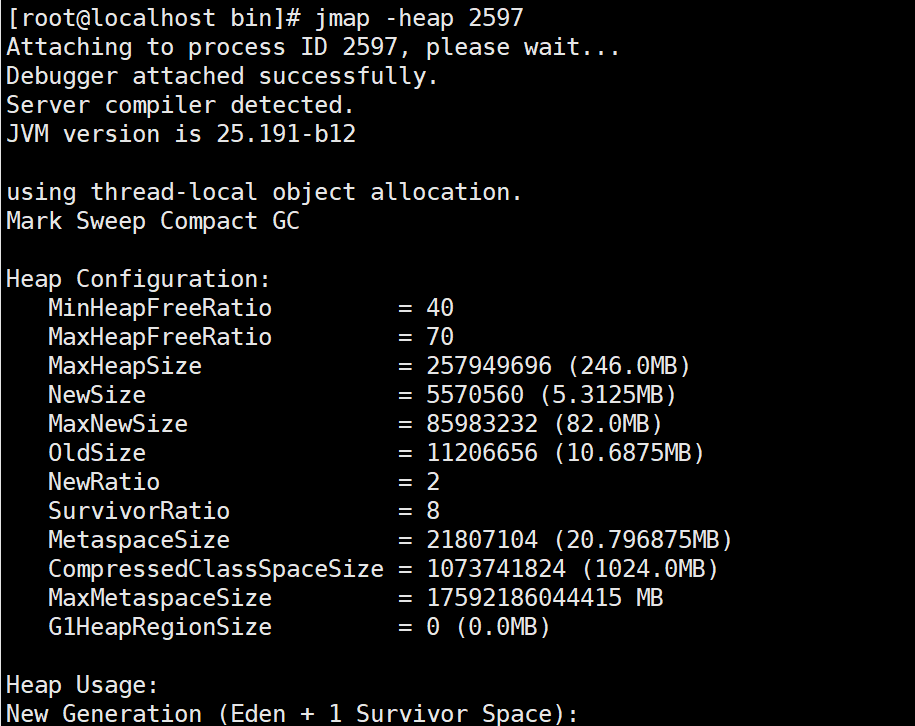 [root@localhost bin]# jmap -heap 2597
Attaching to process ID 2597, please wait...
Debugger attached successfully.
Server compiler detected.
JVM version is 25.191-b12

using thread-local object allocation.
Mark Sweep Compact GC

Heap Configuration:
   MinHeapFreeRatio         = 40
   MaxHeapFreeRatio         = 70
   MaxHeapSize              = 257949696 (246.0MB)
   NewSize                  = 5570560 (5.3125MB)
   MaxNewSize               = 85983232 (82.0MB)
   OldSize                  = 11206656 (10.6875MB)
   NewRatio                 = 2
   SurvivorRatio            = 8
   MetaspaceSize            = 21807104 (20.796875MB)
   CompressedClassSpaceSize = 1073741824 (1024.0MB)
   MaxMetaspaceSize         = 17592186044415 MB
   G1HeapRegionSize         = 0 (0.0MB)

Heap Usage:
New Generation (Eden + 1 Survivor Space):